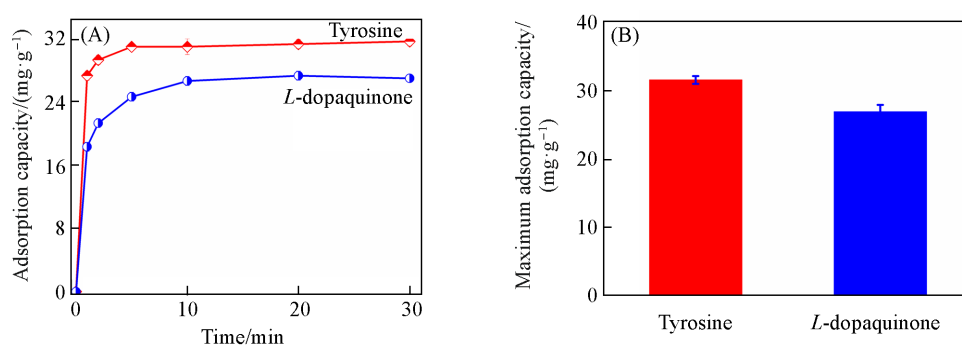 (A)
Tyrosine
L-dopaquinone
32
24
16
8
0
Adsorption capacity/(mg·g⁻¹)
0 10 20 30
Time/min
(B)
40
30
20
30
0
Maximum adsorption capacity/
(mg·g⁻¹)
Tyrosine L-dopaquinone